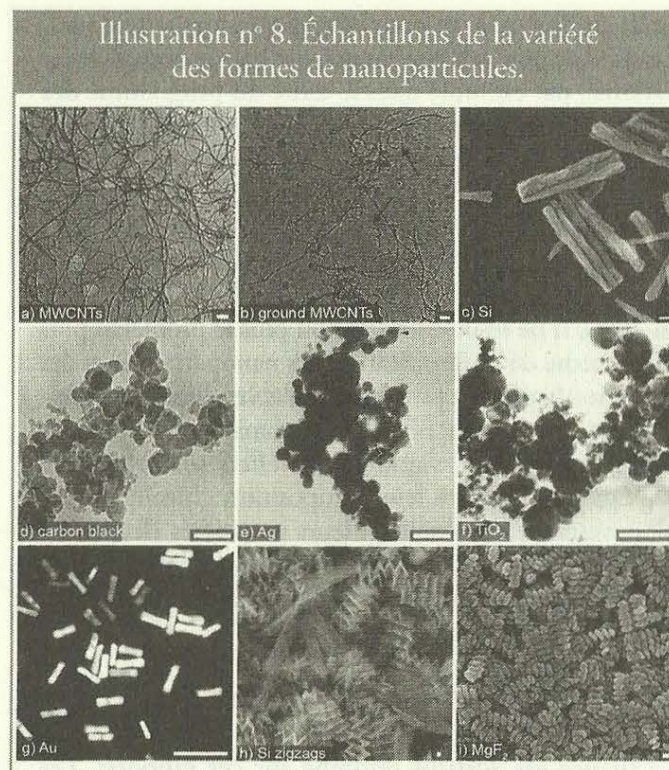 Illustration n° 8. Échantillons de la variété
des formes de nanoparticules.
a) MWCNTs
b) ground MWCNTs
c) Si
d) carbon black
e) Ag
f) TiO₂
g) Au
h) Si zigzags
i) MgF₂